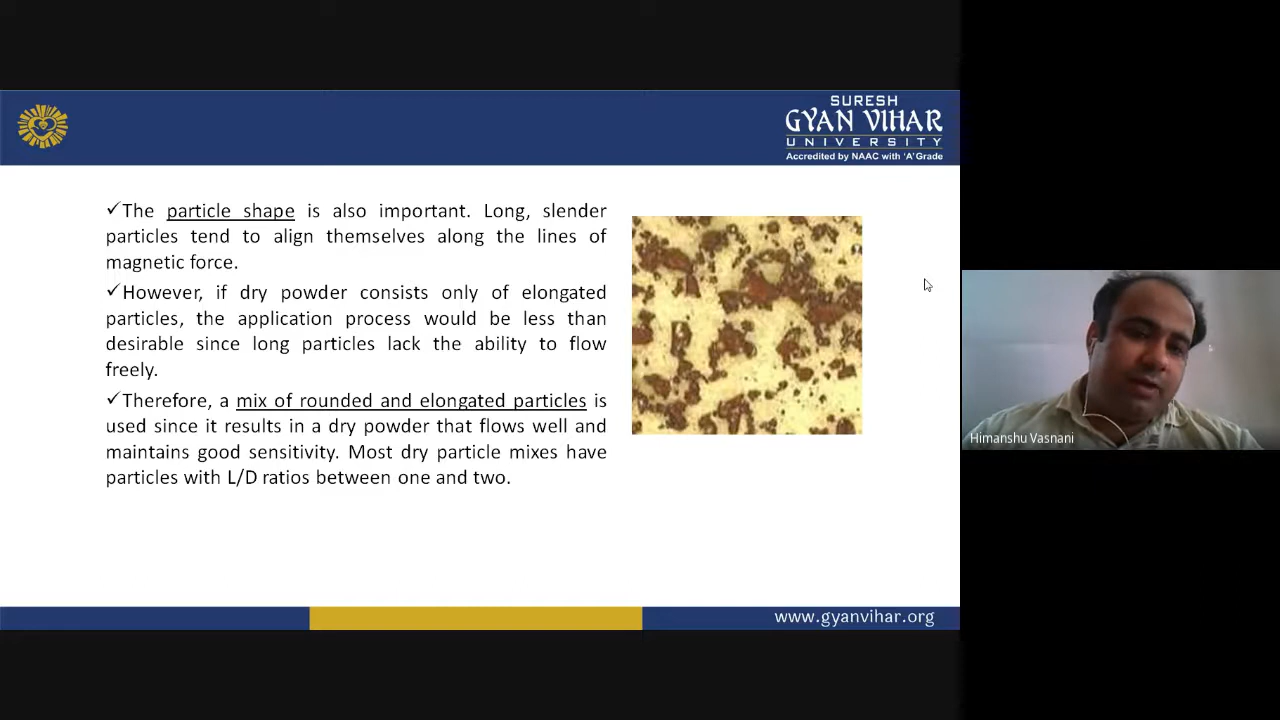 SURESH
GYAN VIHAR
UNIVERSITY
Accredited by NAAC with 'A' Grade
✓The particle shape is also important. Long, slender
particles tend to align themselves along the lines of
magnetic force.
✓However, if dry powder consists only of elongated
particles, the application process would be less than
desirable since long particles lack the ability to flow
freely.
✓Therefore, a mix of rounded and elongated particles is
used since it results in a dry powder that flows well and
maintains good sensitivity. Most dry particle mixes have
particles with L/D ratios between one and two.
Himanshu Vasnani
www.gyanvihar.org